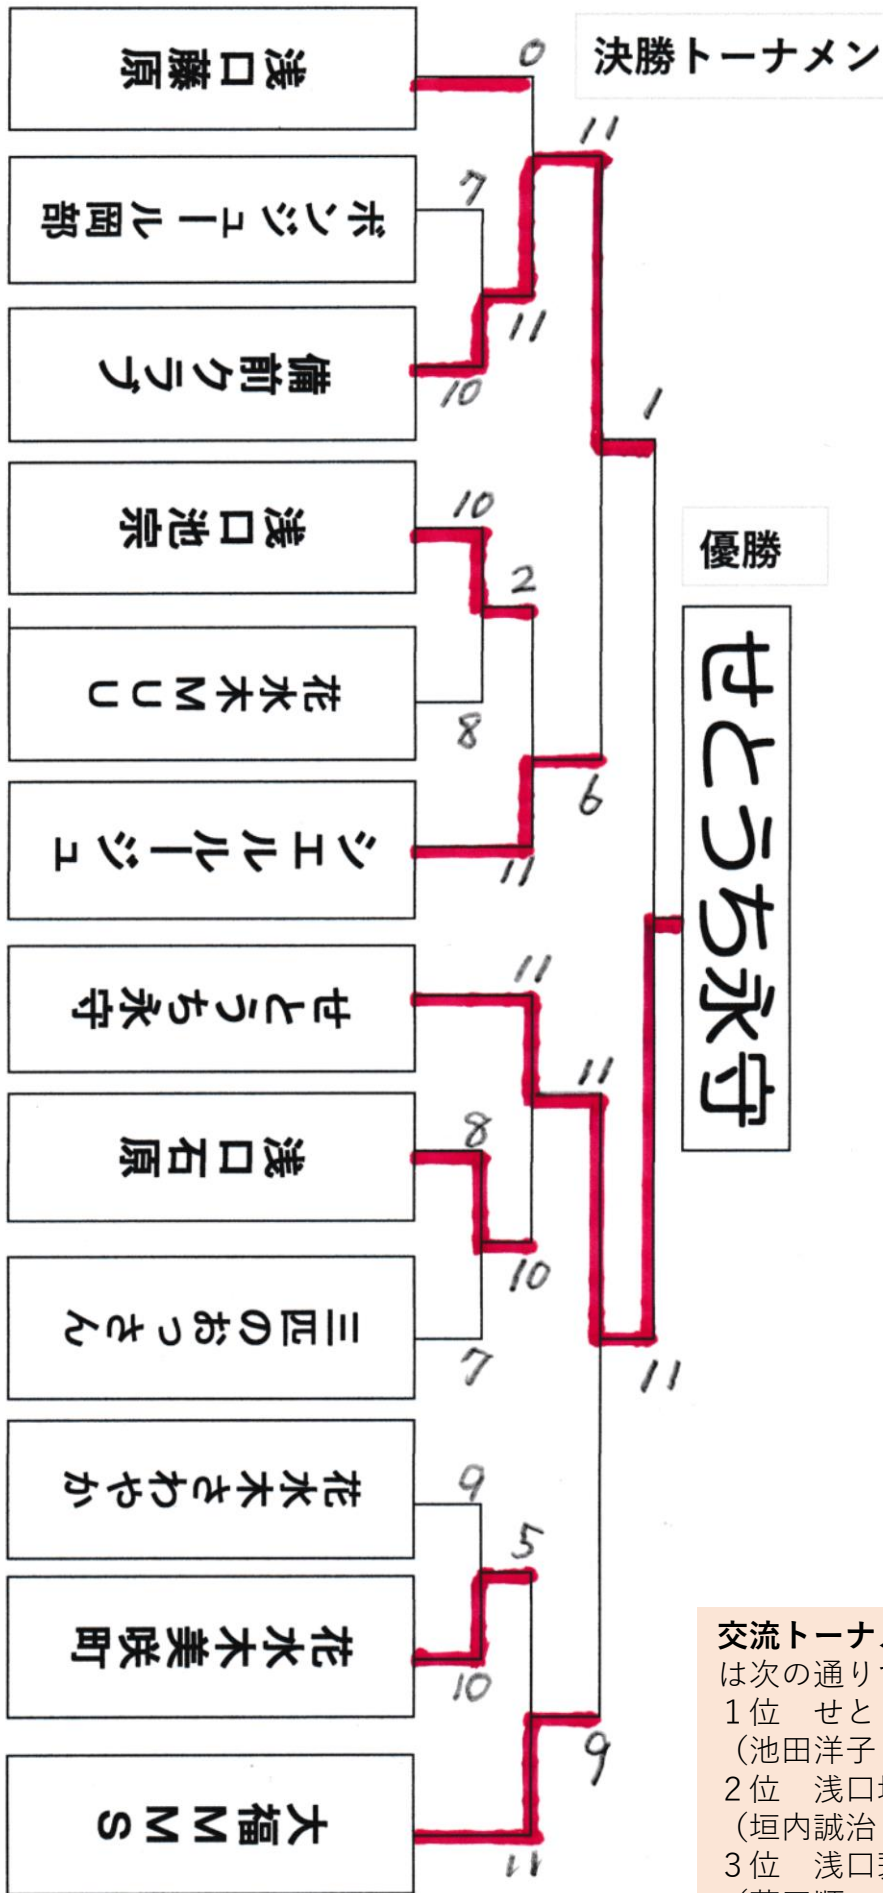 決勝トーナメン
浅口藤原
0
11
ボンジュール岡部
7
11
備前クラブ
10
1
浅口池宗
10
2
優勝
せとうち永守
花水木MUU
8
6
シエルルージュ
11
せとうち永守
11
11
浅口石原
8
10
三匹のおっさん
7
11
花水木さわやか
9
5
花水木美咲町
10
9
大福MMS
11
交流トーナ
は次の通り
1位 せと
(池田洋子
2位 浅口
(垣内誠治
3位 浅口